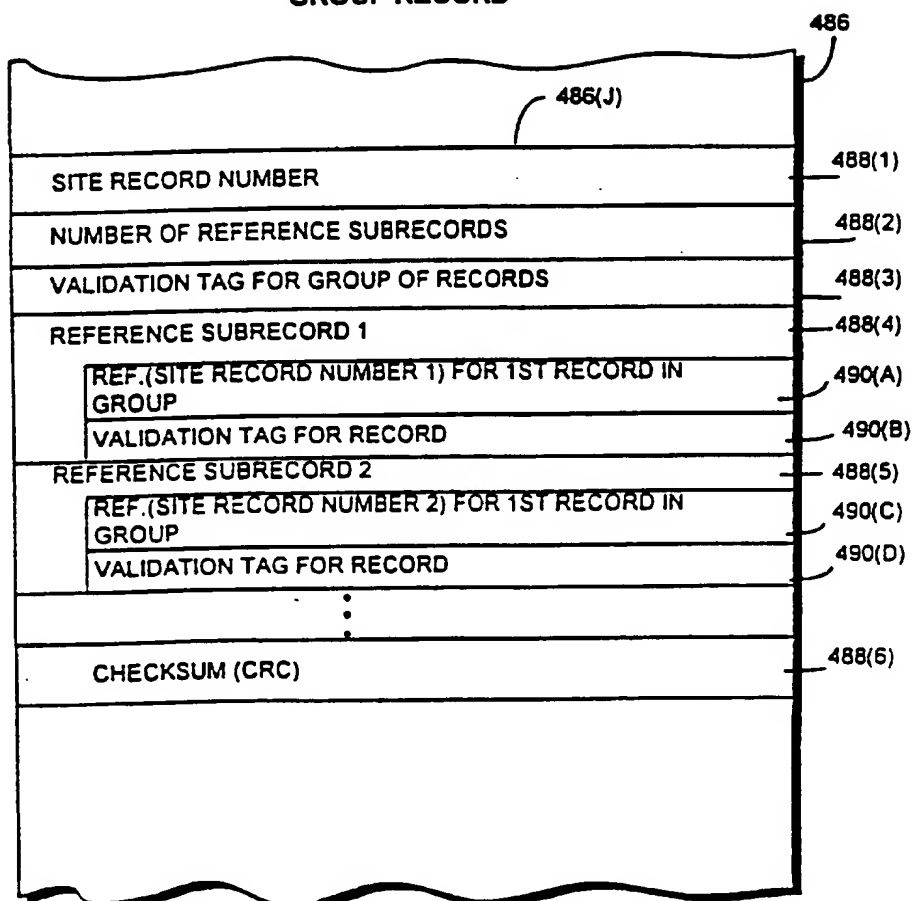 GROUP RECORD
486
486(J)
SITE RECORD NUMBER 488(1)
NUMBER OF REFERENCE SUBRECORDS 488(2)
VALIDATION TAG FOR GROUP OF RECORDS 488(3)
REFERENCE SUBRECORD 1 488(4)
REF.(SITE RECORD NUMBER 1) FOR 1ST RECORD IN 490(A)
GROUP
VALIDATION TAG FOR RECORD 490(B)
REFERENCE SUBRECORD 2 488(5)
REF.(SITE RECORD NUMBER 2) FOR 1ST RECORD IN 490(C)
GROUP
VALIDATION TAG FOR RECORD 490(D)
CHECKSUM (CRC) 488(6)